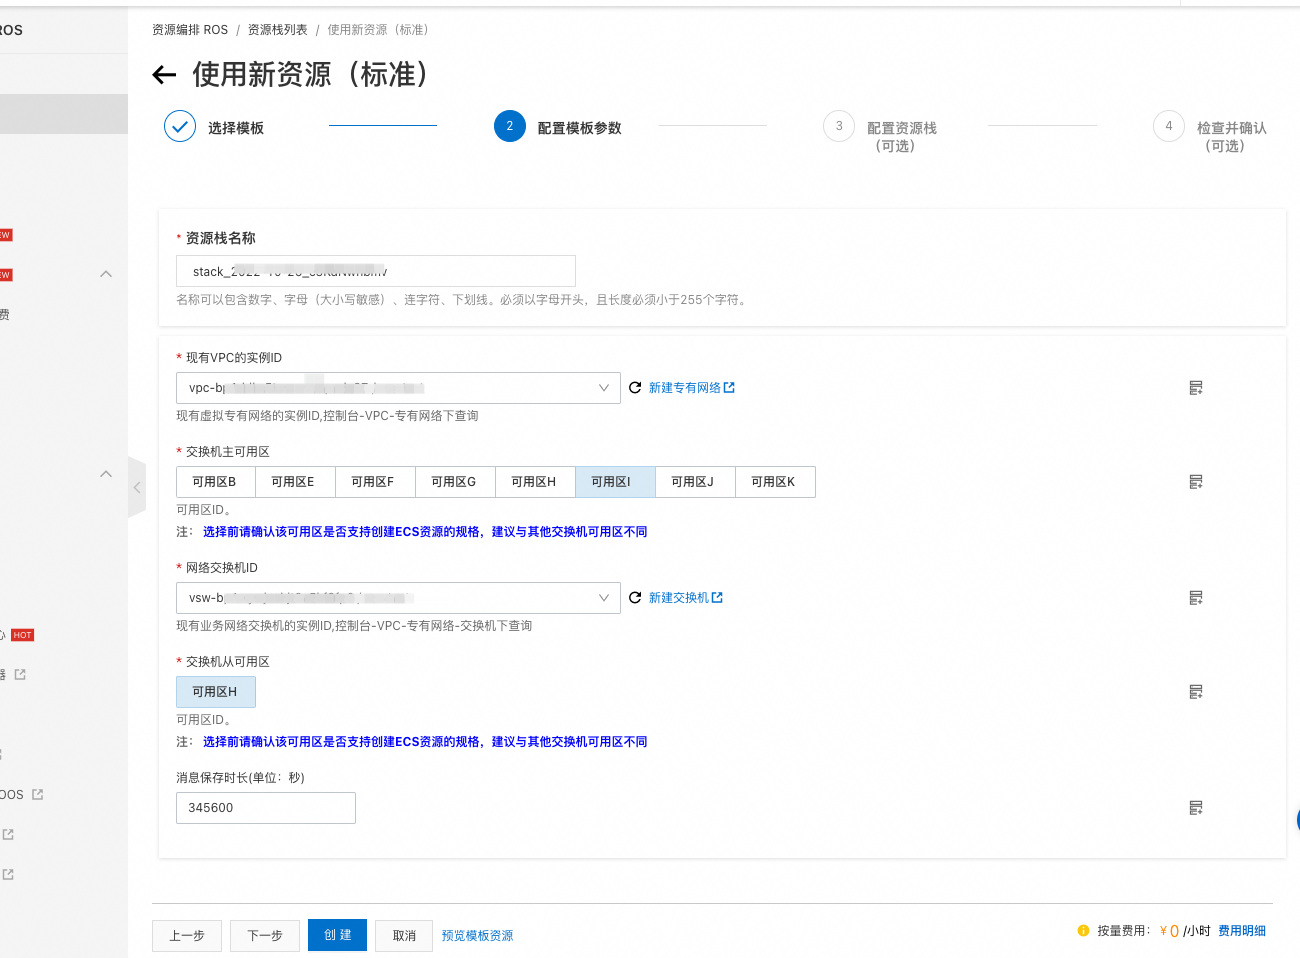 ROS
资源编排 ROS / 资源栈列表 / 使用新资源（标准）
使用新资源（标准）
选择模板
2 配置模板参数
3 配置资源栈
（可选）
4 检查并确认
（可选）
* 资源栈名称
名称可以包含数字、字母（大小写敏感）、连字符、下划线。必须以字母开头，且长度必须小于255个字符。
费
* 现有VPC的实例ID
vpc-b
新建专有网络
现有虚拟专有网络的实例ID,控制台-VPC-专有网络下查询
* 交换机主可用区
可用区B 可用区E 可用区F 可用区G 可用区H 可用区I 可用区J 可用区K
可用区ID。
注： 选择前请确认该可用区是否支持创建ECS资源的规格，建议与其他交换机可用区不同
* 网络交换机ID
vsw-b
新建交换机
现有业务网络交换机的实例ID,控制台-VPC-专有网络-交换机下查询
HOT
* 交换机从可用区
器
可用区H
可用区ID。
注： 选择前请确认该可用区是否支持创建ECS资源的规格，建议与其他交换机可用区不同
消息保存时长(单位：秒)
OOS
345600
上一步 下一步 创 建 取消 预览模板资源
按量费用： ¥0 /小时 费用明细